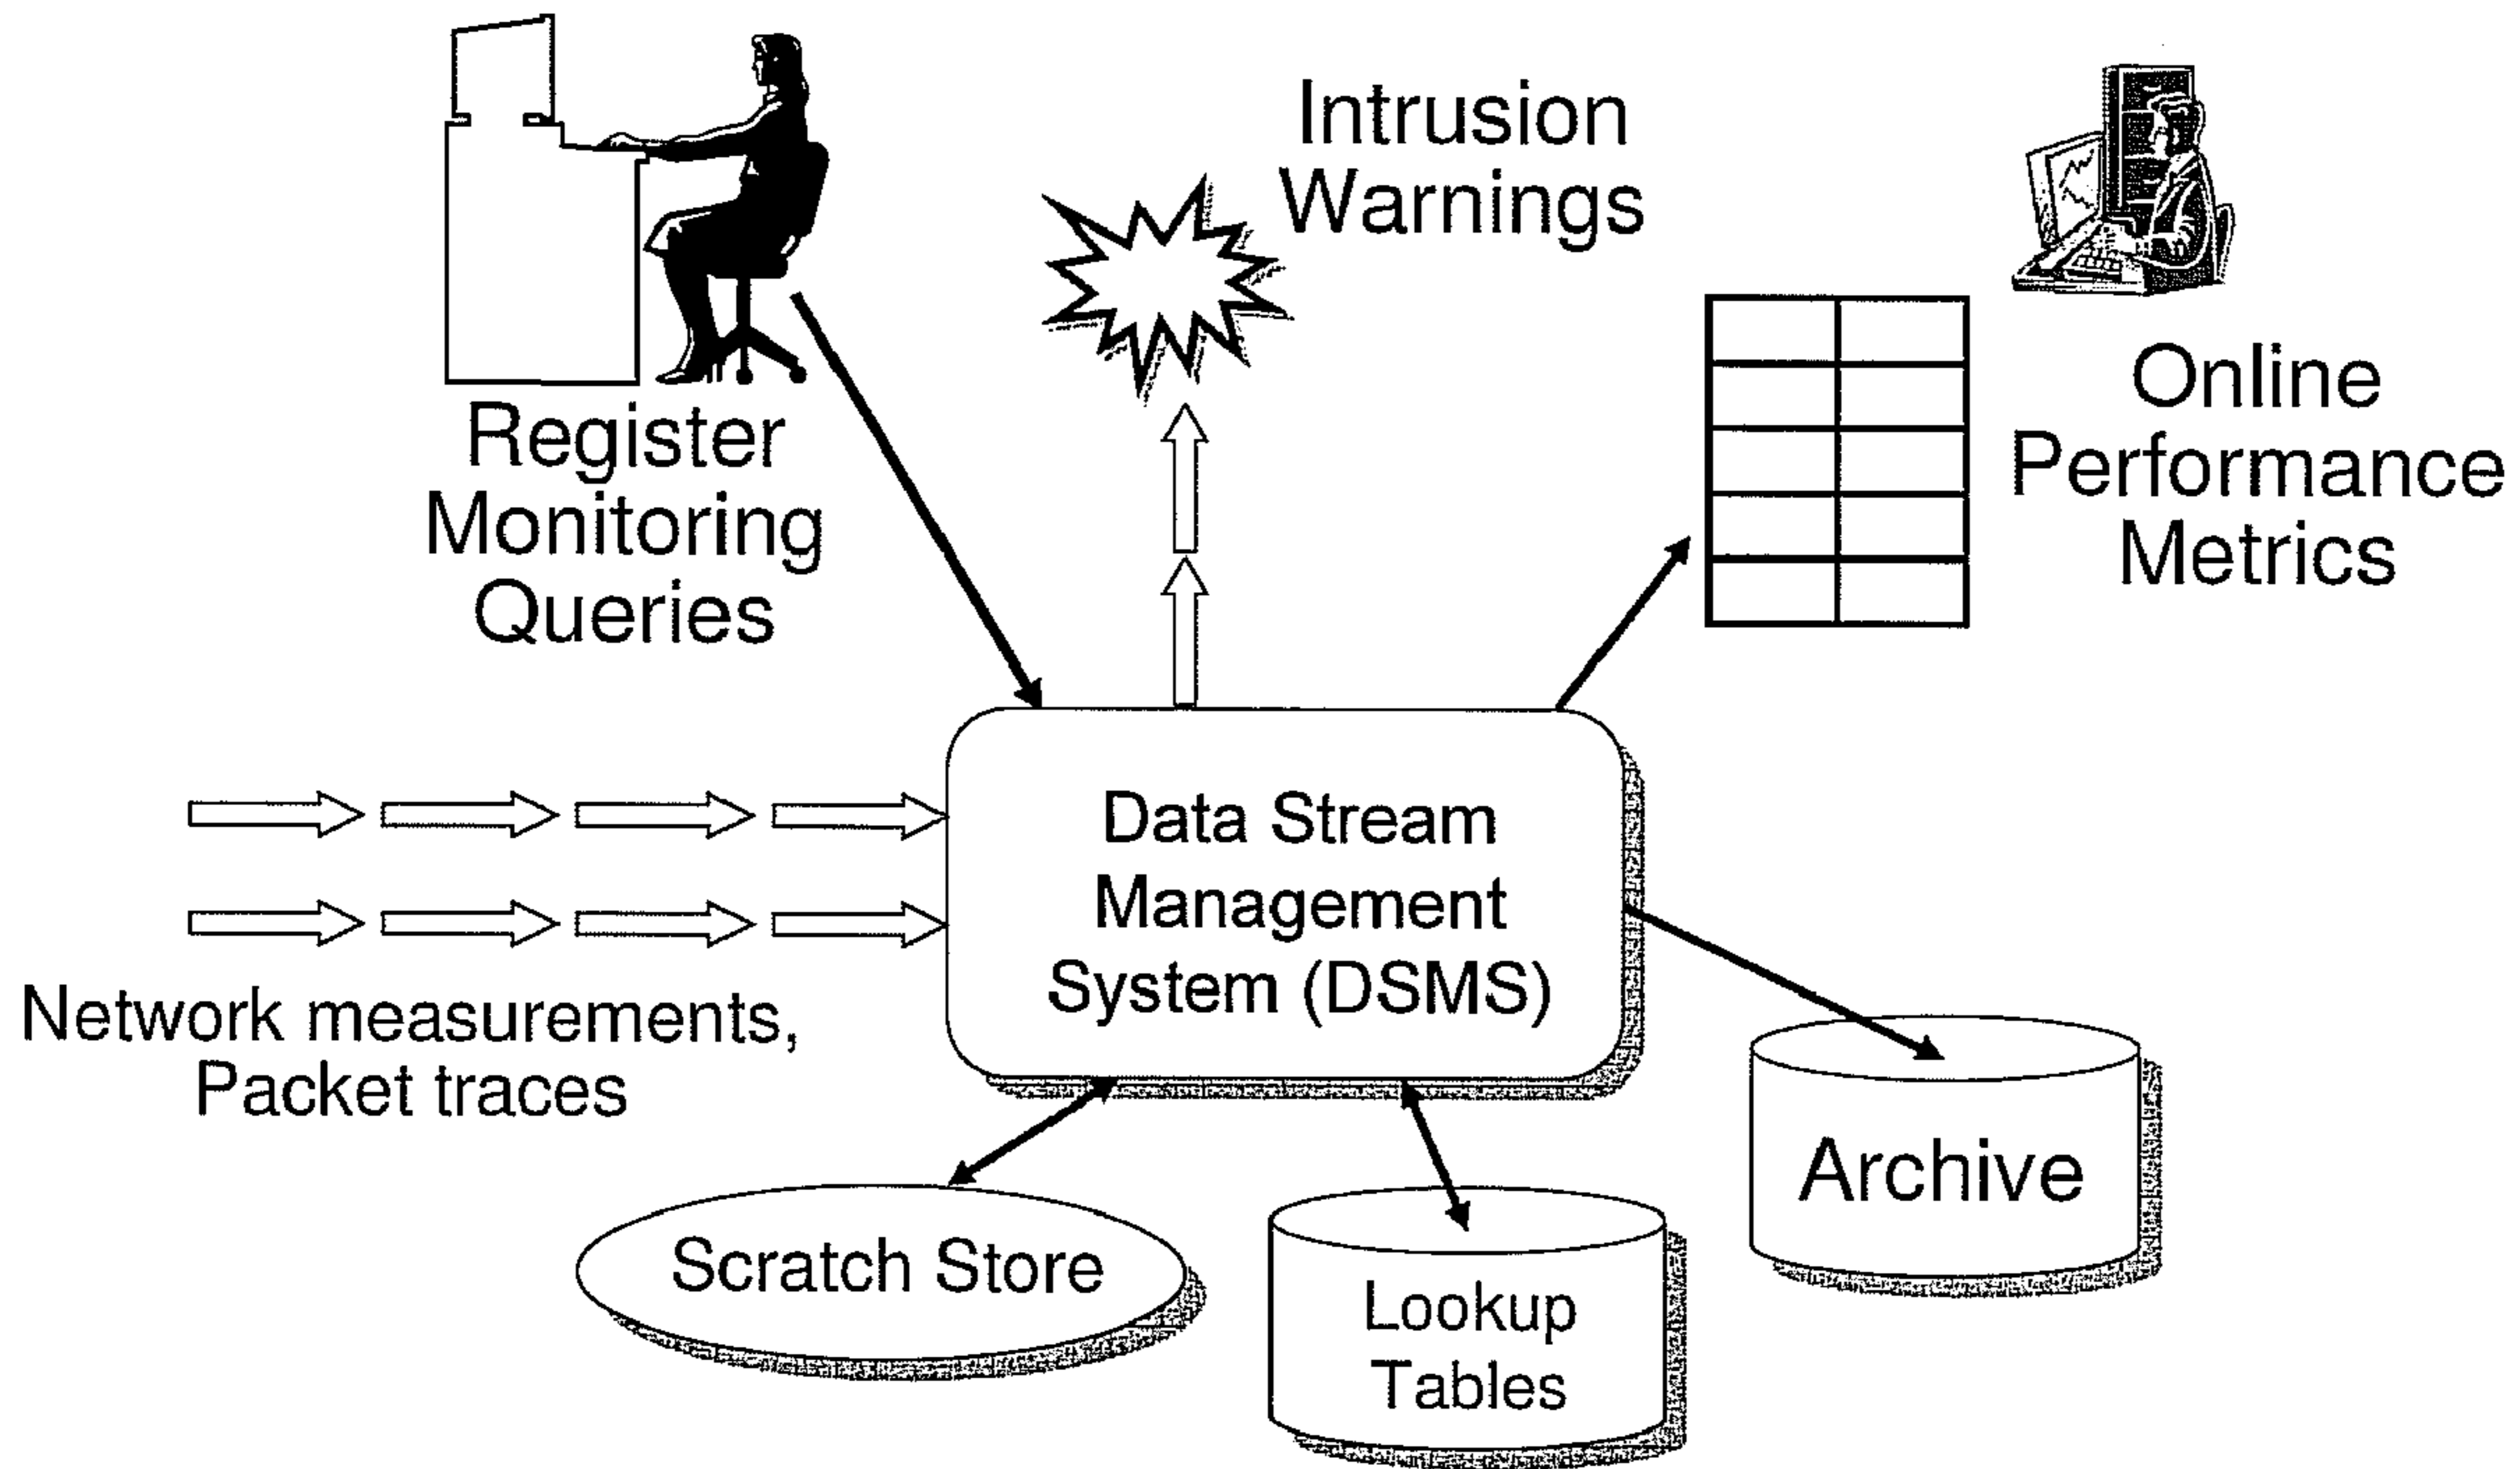 Intrusion
Warnings
Register
Monitoring
Queries
Online
Performance
Metrics
Data Stream
Management
System (DSMS)
Network measurements,
Packet traces
Scratch Store
Lookup
Tables
Archive